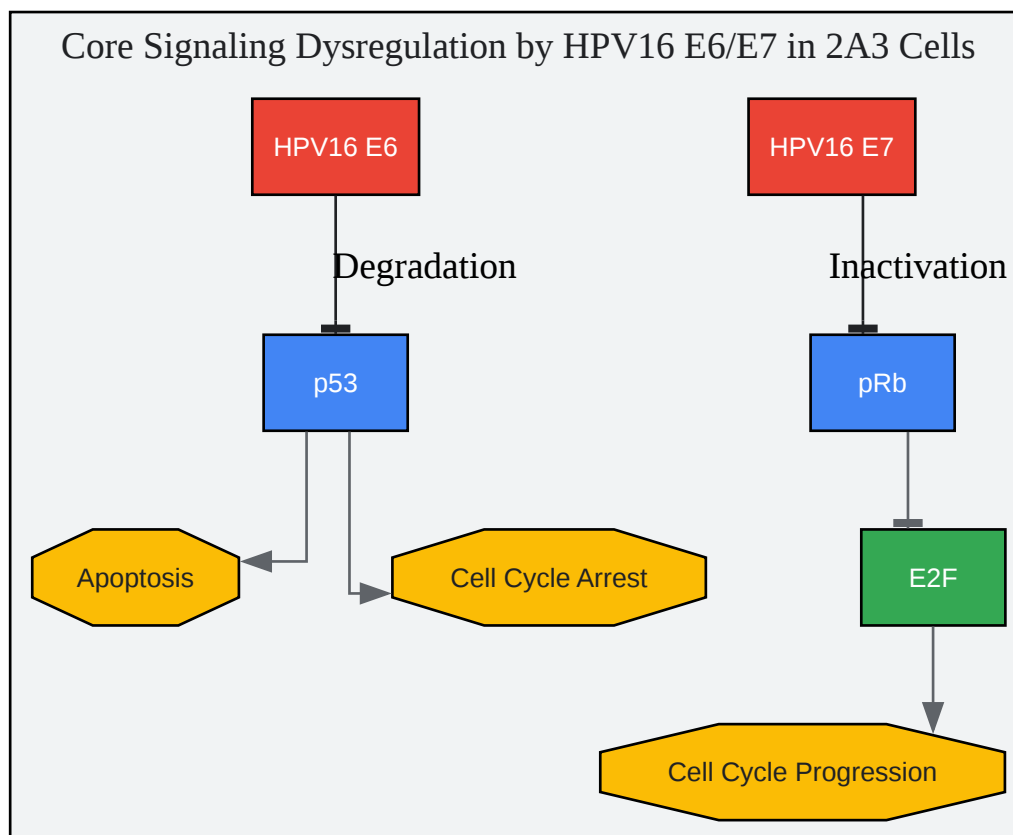 Core Signaling Dysregulation by HPV16 E6/E7 in 2A3 Cells
HPV16 E6
HPV16 E7
Degradation
Inactivation
p53
pRb
Apoptosis
Cell Cycle Arrest
E2F
Cell Cycle Progression